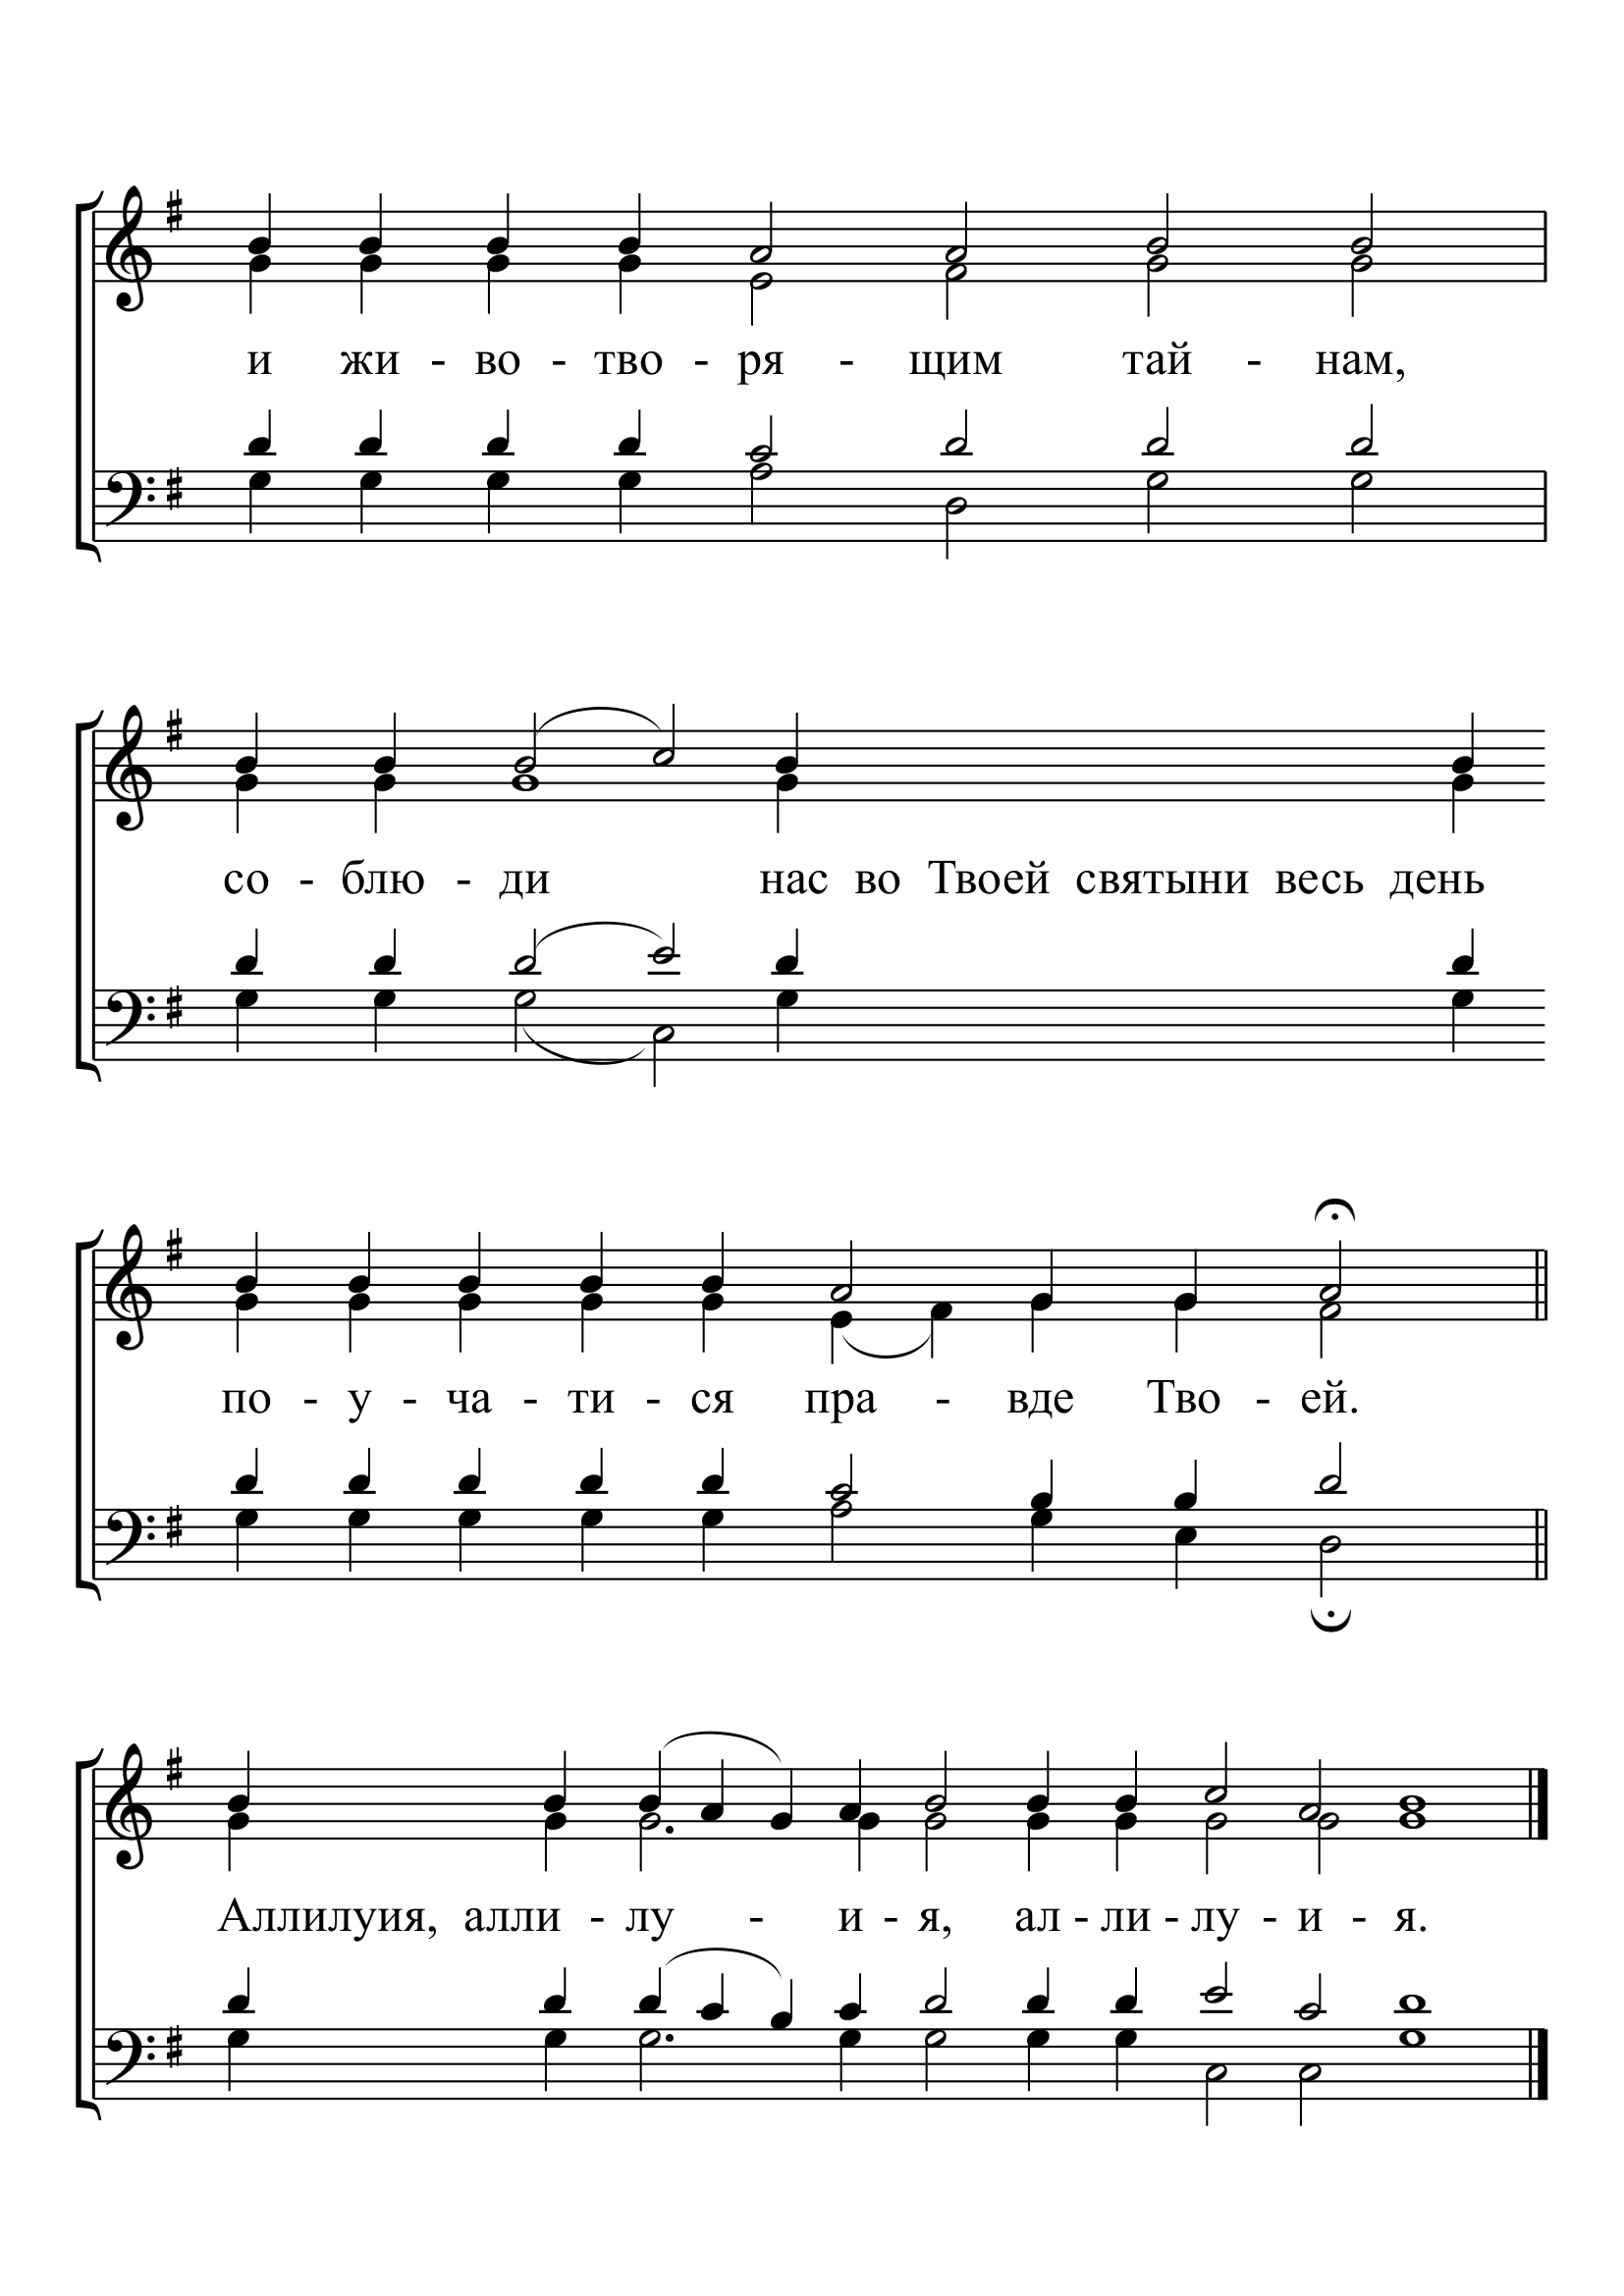 и жи - во - тво - ря - щим тай - нам,
со - блю - ди нас во Твоей святыни весь день
по - у - ча - ти - ся пра - вде Тво - ей.
Аллилуия, алли - лу - и - я, ал - ли - лу - и - я.